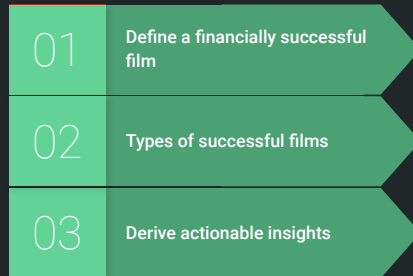 01
Define a financially successful
film
02
Types of successful films
03
Derive actionable insights